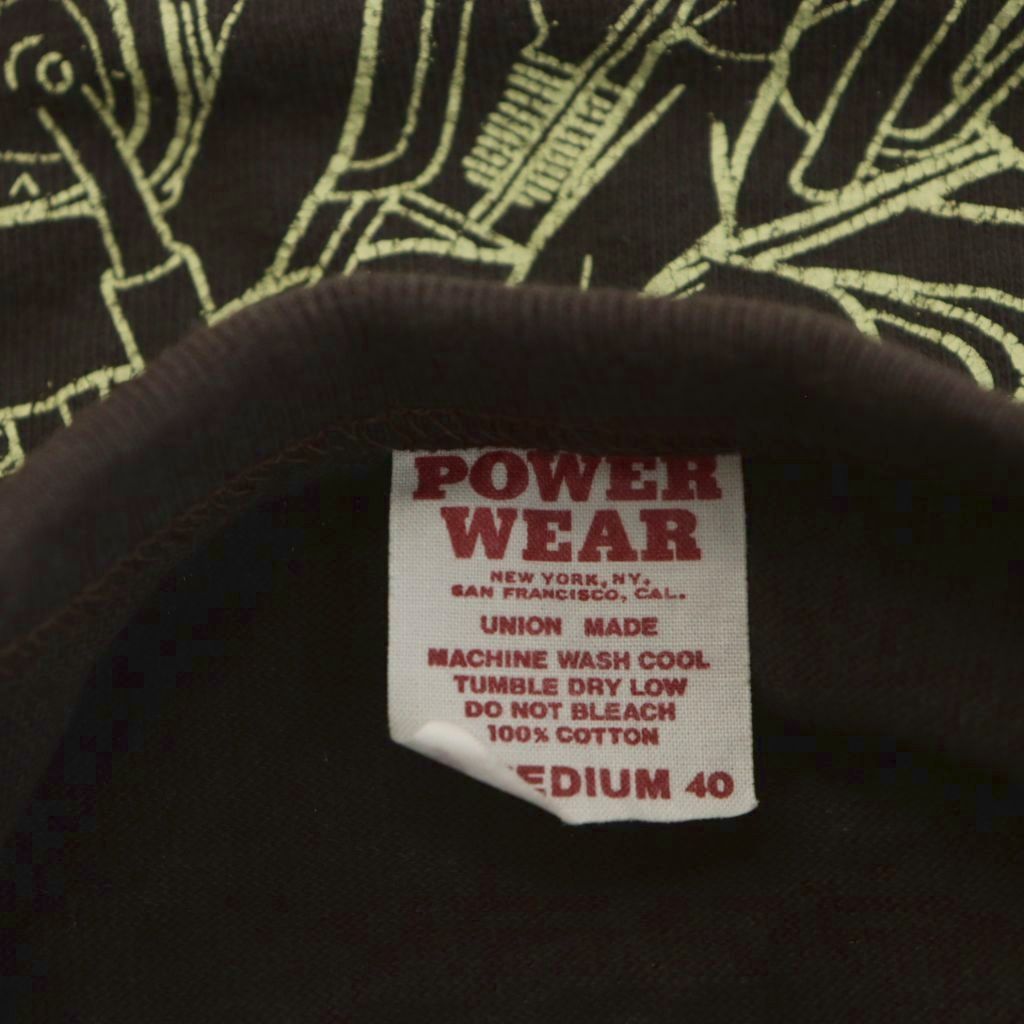 POWER
WEAR
NEW YORK, NY.
SAN FRANCISCO, CAL.
UNION MADE
MACHINE WASH COOL
TUMBLE DRY LOW
DO NOT BLEACH
100% COTTON
EDIUM 40